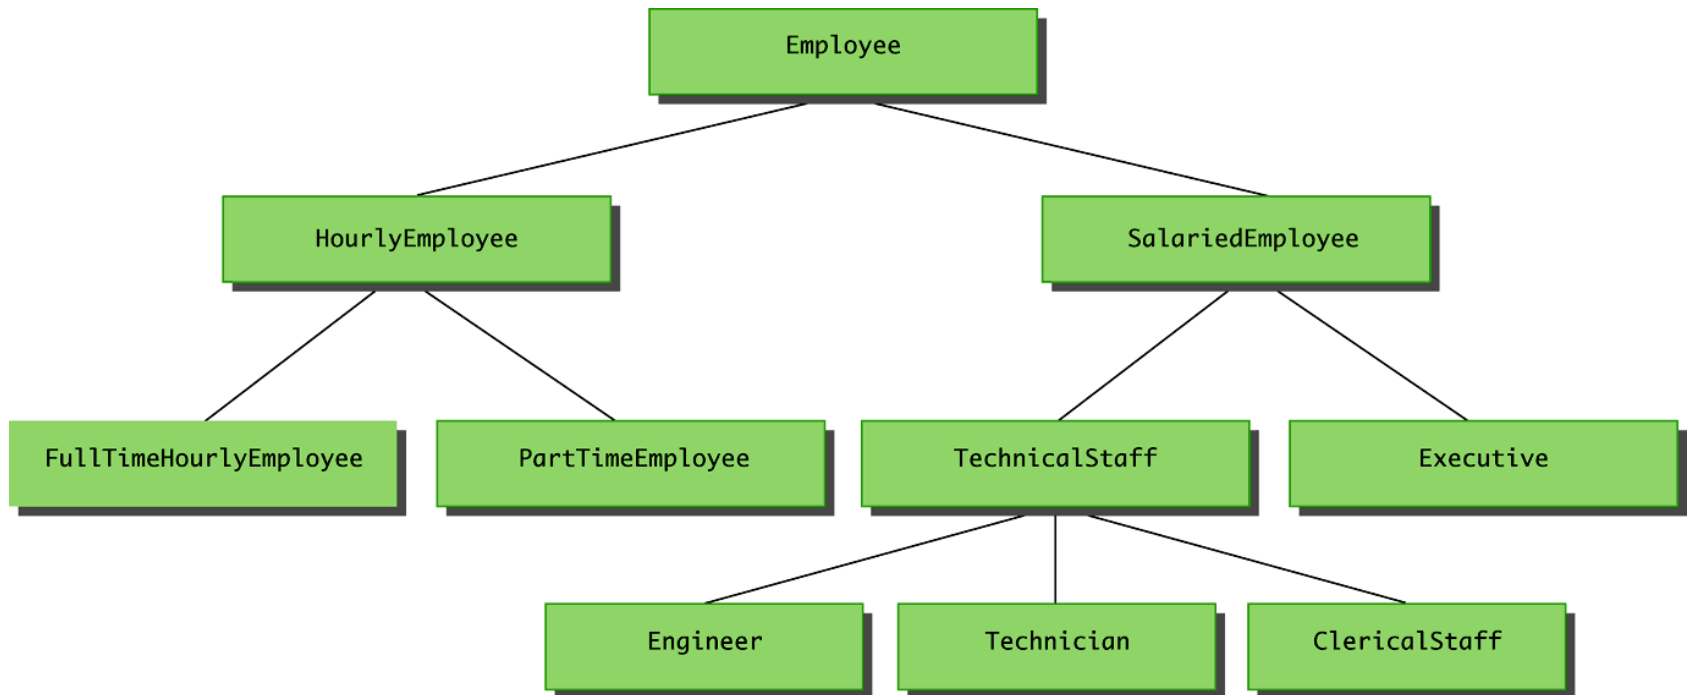 Employee
HourlyEmployee
SalariedEmployee
FullTimeHourlyEmployee
PartTimeEmployee
TechnicalStaff
Executive
Engineer
Technician
ClericalStaff